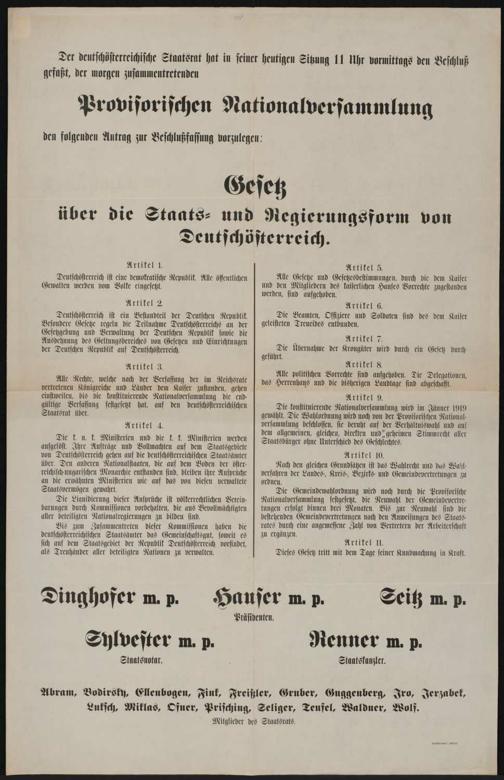 Der deutschösterreichische Staatsrat hat in seiner heutigen Sitzung 11 Uhr vormittags den Beschluß
gefaßt, der morgen zusammentretenden
Provisorischen Nationalversammlung
den folgenden Antrag zur Beschlußfassung vorzulegen:
Gesetz
über die Staats- und Regierungsform von
Deutschösterreich.
Artikel 1.
Deutschösterreich ist eine demokratische Republik. Alle öffentlichen
Gewalten werden vom Volke eingesetzt.
Artikel 2.
Deutschösterreich ist ein Bestandteil der Deutschen Republik.
Besondere Gesetze regeln die Teilnahme Deutschösterreichs an der
Gesetzgebung und Verwaltung der Deutschen Republik sowie die
Ausdehnung des Geltungsbereiches von Gesetzen und Einrichtungen
der Deutschen Republik auf Deutschösterreich.
Artikel 3.
Alle Rechte, welche nach der Verfassung der im Reichsrate
vertretenen Königreiche und Länder dem Kaiser zustanden, gehen
einstweilen, bis die konstituierende Nationalversammlung die end-
gültige Verfassung festgesetzt hat, auf den deutschösterreichischen
Staatsrat über.
Artikel 4.
Die k. u. k. Ministerien und die k. k. Ministerien werden
aufgelöst. Ihre Aufträge und Vollmachten auf dem Staatsgebiete
von Deutschösterreich gehen auf die deutschösterreichischen Staatsämter
über. Den anderen Nationalstaaten, die auf dem Boden der öster-
reichisch-ungarischen Monarchie entstanden sind, bleiben ihre Ansprüche
an die erwähnten Ministerien wie auf das von diesen verwaltete
Staatsvermögen gewahrt.
Die Liquidierung dieser Ansprüche ist völkerrechtlichen Verein-
barungen durch Kommissionen vorbehalten, die aus Bevollmächtigten
aller beteiligten Nationalregierungen zu bilden sind.
Bis zum Zusammentreten dieser Kommissionen haben die
deutschösterreichischen Staatsämter das Gemeinschaftsgut, soweit es
sich auf dem Staatsgebiet der Republik Deutschösterreich vorfindet,
als Treuhänder aller beteiligten Nationen zu verwalten.
Artikel 5.
Alle Gesetze und Gesetzesbestimmungen, durch die dem Kaiser
und den Mitgliedern des kaiserlichen Hauses Vorrechte zugestanden
werden, sind aufgehoben.
Artikel 6.
Die Beamten, Offiziere und Soldaten sind des dem Kaiser
geleisteten Treueides entbunden.
Artikel 7.
Die Übernahme der Krongüter wird durch ein Gesetz durch-
geführt.
Artikel 8.
Alle politischen Vorrechte sind aufgehoben. Die Delegationen,
das Herrenhaus und die bisherigen Landtage sind abgeschafft.
Artikel 9.
Die konstituierende Nationalversammlung wird im Jänner 1919
gewählt. Die Wahlordnung wird noch von der Provisorischen National-
versammlung beschlossen, sie beruht auf der Verhältniswahl und auf
dem allgemeinen, gleichen, direkten und geheimen Stimmrecht aller
Staatsbürger ohne Unterschied des Geschlechtes.
Artikel 10.
Nach den gleichen Grundsätzen ist das Wahlrecht und das Wahl-
verfahren der Landes-, Kreis-, Bezirks- und Gemeindevertretungen zu
ordnen.
Die Gemeindewahlordnung wird noch durch die Provisorische
Nationalversammlung festgesetzt, die Neuwahl der Gemeindevertre-
tungen erfolgt binnen drei Monaten. Bis zur Neuwahl sind die
bestehenden Gemeindevertretungen nach den Anweisungen des Staats-
rates durch eine angemessene Zahl von Vertretern der Arbeiterschaft
zu ergänzen.
Artikel 11.
Dieses Gesetz tritt mit dem Tage seiner Kundmachung in Kraft.
Dinghofer m. p. Hauser m. p. Seitz m. p.
Präsidenten.
Sylvester m. p. Renner m. p.
Staatsnotar. Staatskanzler.
Abram, Bodirsky, Ellenbogen, Fink, Freißler, Gruber, Guggenberg, Iro, Jerzabek,
Luksch, Miklas, Ofner, Prisching, Seliger, Teufel, Waldner, Wolf.
Mitglieder des Staatsrats.